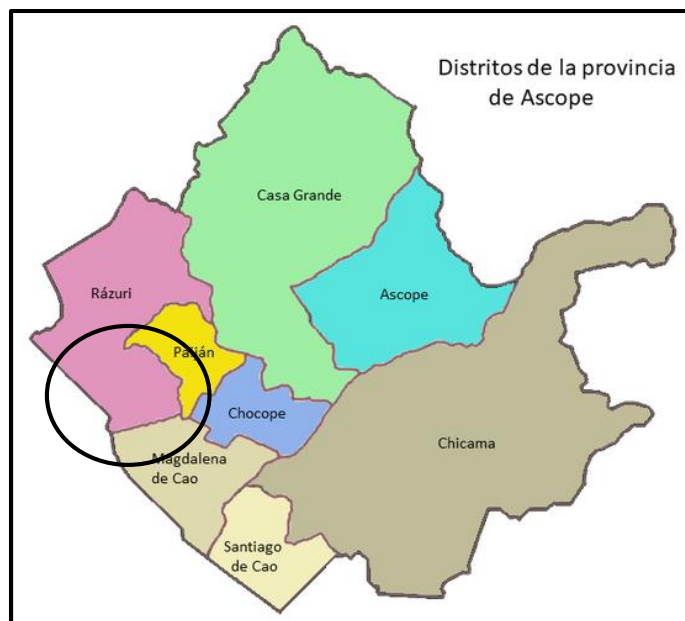 Distritos de la provincia
de Ascope
Casa Grande
Rázuri
Ascope
Paiján
Chocope
Chicama
Magdalena
de Cao
Santiago
de Cao